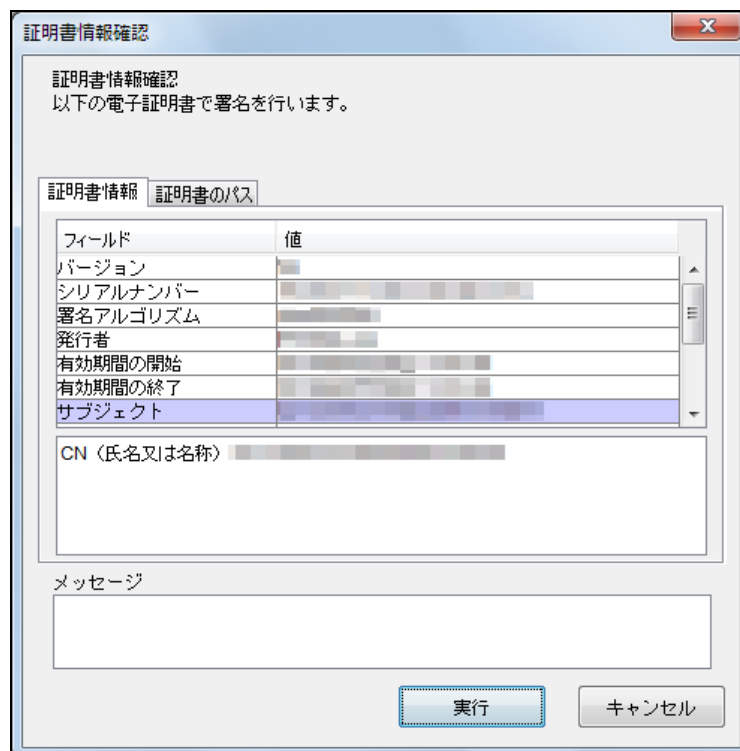 証明書情報確認
証明書情報確認
以下の電子証明書で署名を行います。
証明書情報 証明書のパス
フィールド 値
バージョン
シリアルナンバー
署名アルゴリズム
発行者
有効期間の開始
有効期間の終了
サブジェクト
CN（氏名又は名称）
メッセージ
実行 キャンセル